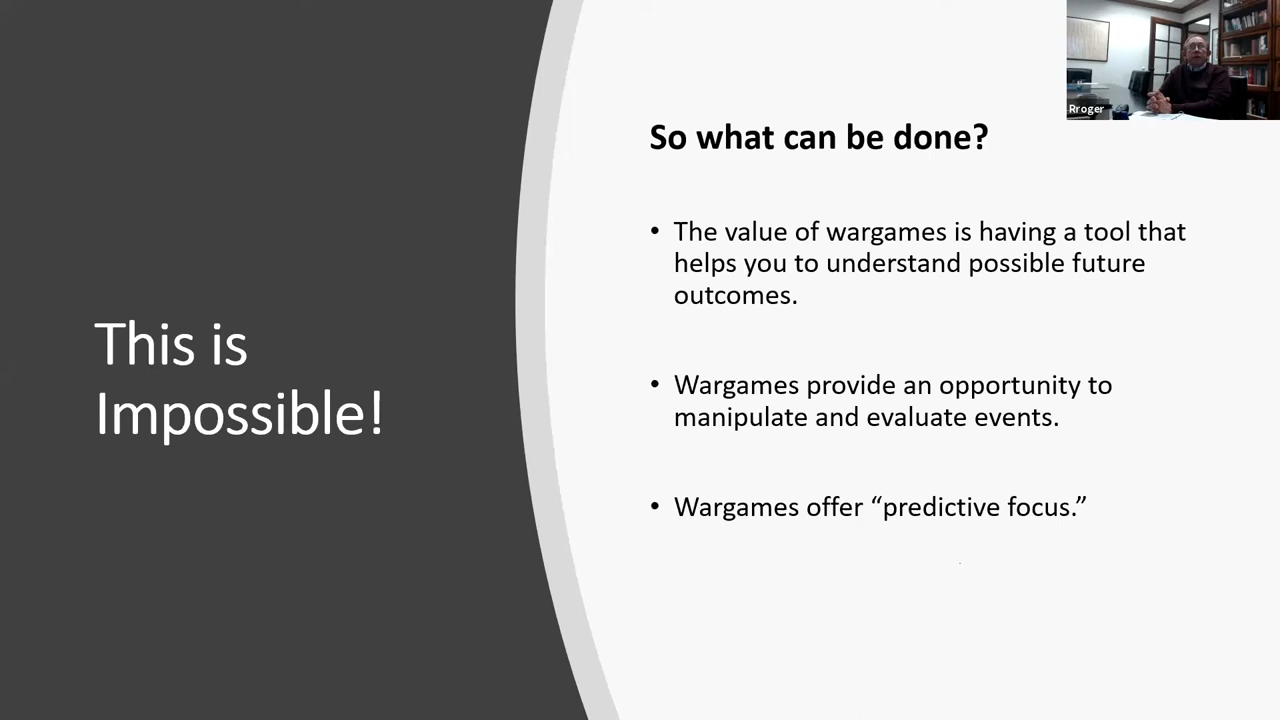 This is
Impossible!
So what can be done?
• The value of wargames is having a tool that
helps you to understand possible future
outcomes.
• Wargames provide an opportunity to
manipulate and evaluate events.
• Wargames offer “predictive focus.”
Rroger